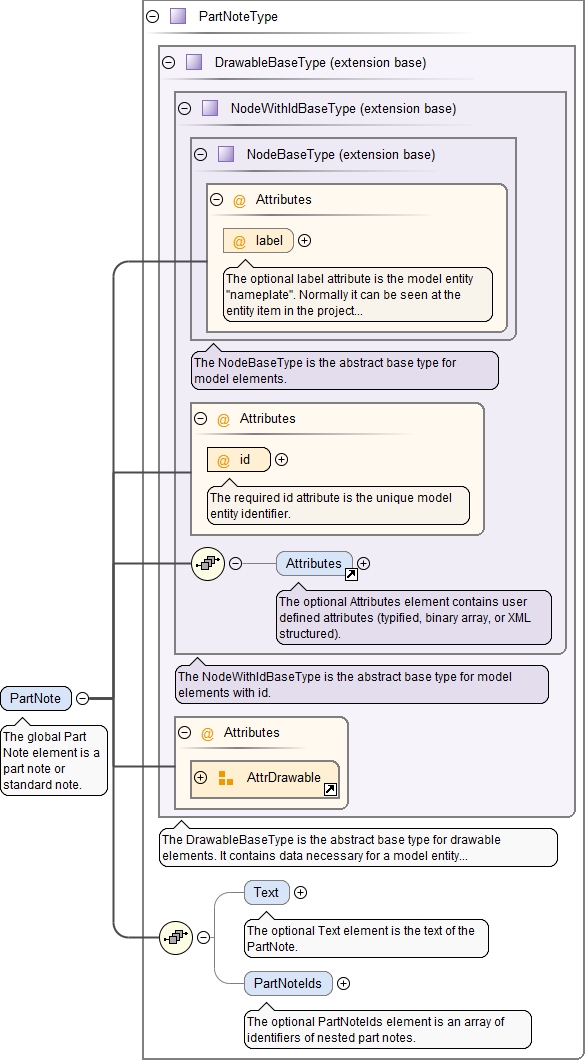 PartNoteType
DrawableBaseType (extension base)
NodeWithIdBaseType (extension base)
NodeBaseType (extension base)
@ Attributes
@ label
The optional label attribute is the model entity
"nameplate". Normally it can be seen at the
entity item in the project...
The NodeBaseType is the abstract base type for
model elements.
@ Attributes
@ id
The required id attribute is the unique model
entity identifier.
Attributes
The optional Attributes element contains user
defined attributes (typified, binary array, or XML
structured).
The NodeWithIdBaseType is the abstract base type for model
elements with id.
PartNote
The global Part
Note element is a
part note or
standard note.
@ Attributes
AttrDrawable
The DrawableBaseType is the abstract base type for drawable
elements. It contains data necessary for a model entity...
Text
The optional Text element is the text of the
PartNote.
PartNoteIds
The optional PartNoteIds element is an array of
identifiers of nested part notes.